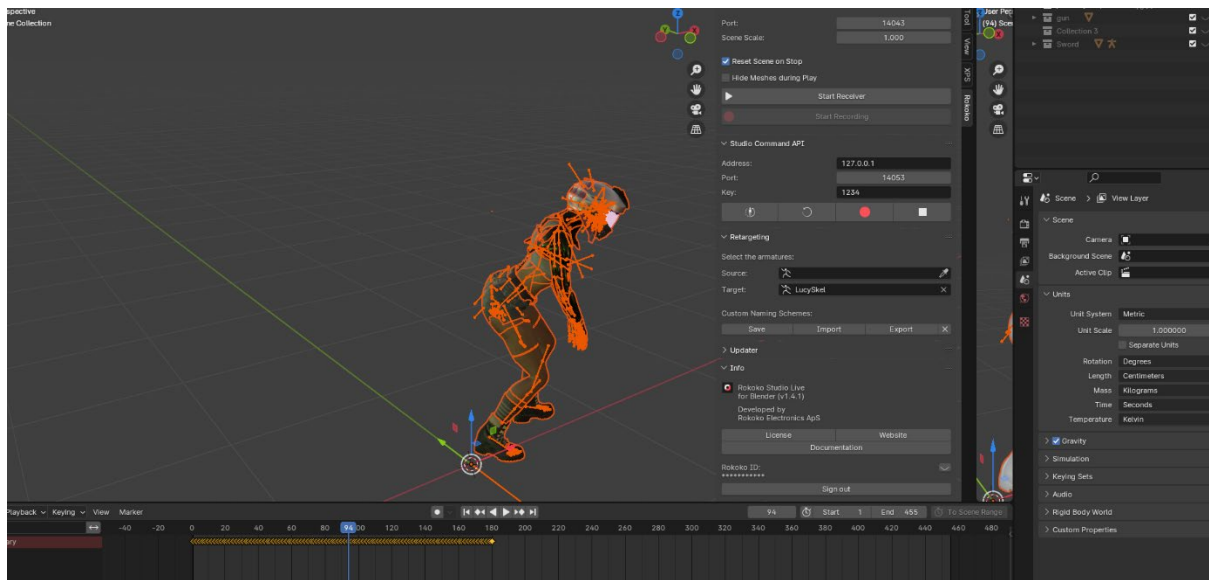 spective
ne Collection
Port: 14043
Scene Scale: 1.000
Reset Scene on Stop
Hide Meshes during Play
Start Receiver
Start Recording
Studio Command API
Address: 127.0.0.1
Port: 14053
Key: 1234
Retargeting
Select the armatures:
Source:
Target: LucySkel
Custom Naming Schemes:
Save Import Export
Updater
Info
Rokoko Studio Live
for Blender (v1.4.1)
Developed by
Rokoko Electronics ApS
License Website
Documentation
Rokoko ID:
***********
Sign out
Tool
View
XPS
Rokoko
User Per
(94) Scen
gun
Collection 3
Sword
Scene View Layer
Scene
Camera
Background Scene
Active Clip
Units
Unit System Metric
Unit Scale 1.000000
Separate Units
Rotation Degrees
Length Centimeters
Mass Kilograms
Time Seconds
Temperature Kelvin
Gravity
Simulation
Keying Sets
Audio
Rigid Body World
Custom Properties
Playback Keying View Marker
94 Start 1 End 455 To Scene Range
-40 -20 0 20 40 60 80 94 00 120 140 160 180 200 220 240 260 280 300 320 340 360 380 400 420 440 460 480
ary